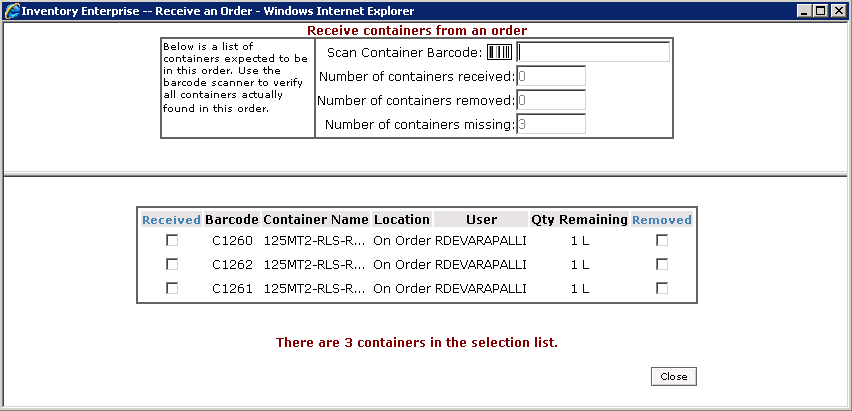 Inventory Enterprise -- Receive an Order - Windows Internet Explorer
Receive containers from an order
Below is a list of
containers expected to be
in this order. Use the
barcode scanner to verify
all containers actually
found in this order.
Scan Container Barcode:
Number of containers received: 0
Number of containers removed: 0
Number of containers missing: 3
Received Barcode Container Name Location User Qty Remaining Removed
C1260 125MT2-RLS-R... On Order RDEVARAPALLI 1 L
C1262 125MT2-RLS-R... On Order RDEVARAPALLI 1 L
C1261 125MT2-RLS-R... On Order RDEVARAPALLI 1 L
There are 3 containers in the selection list.
Close